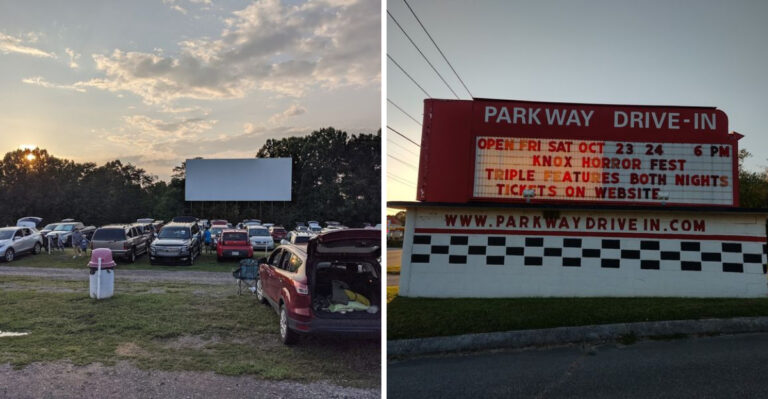 PARKWAY DRIVE-IN
OPEN FRI SAT OCT 23 24 6 PM
KNOX HORROR FEST
TRIPLE FEATURES BOTH NIGHTS
TICKETS ON WEBSITE
WWW.PARKWAYDRIVEIN.COM